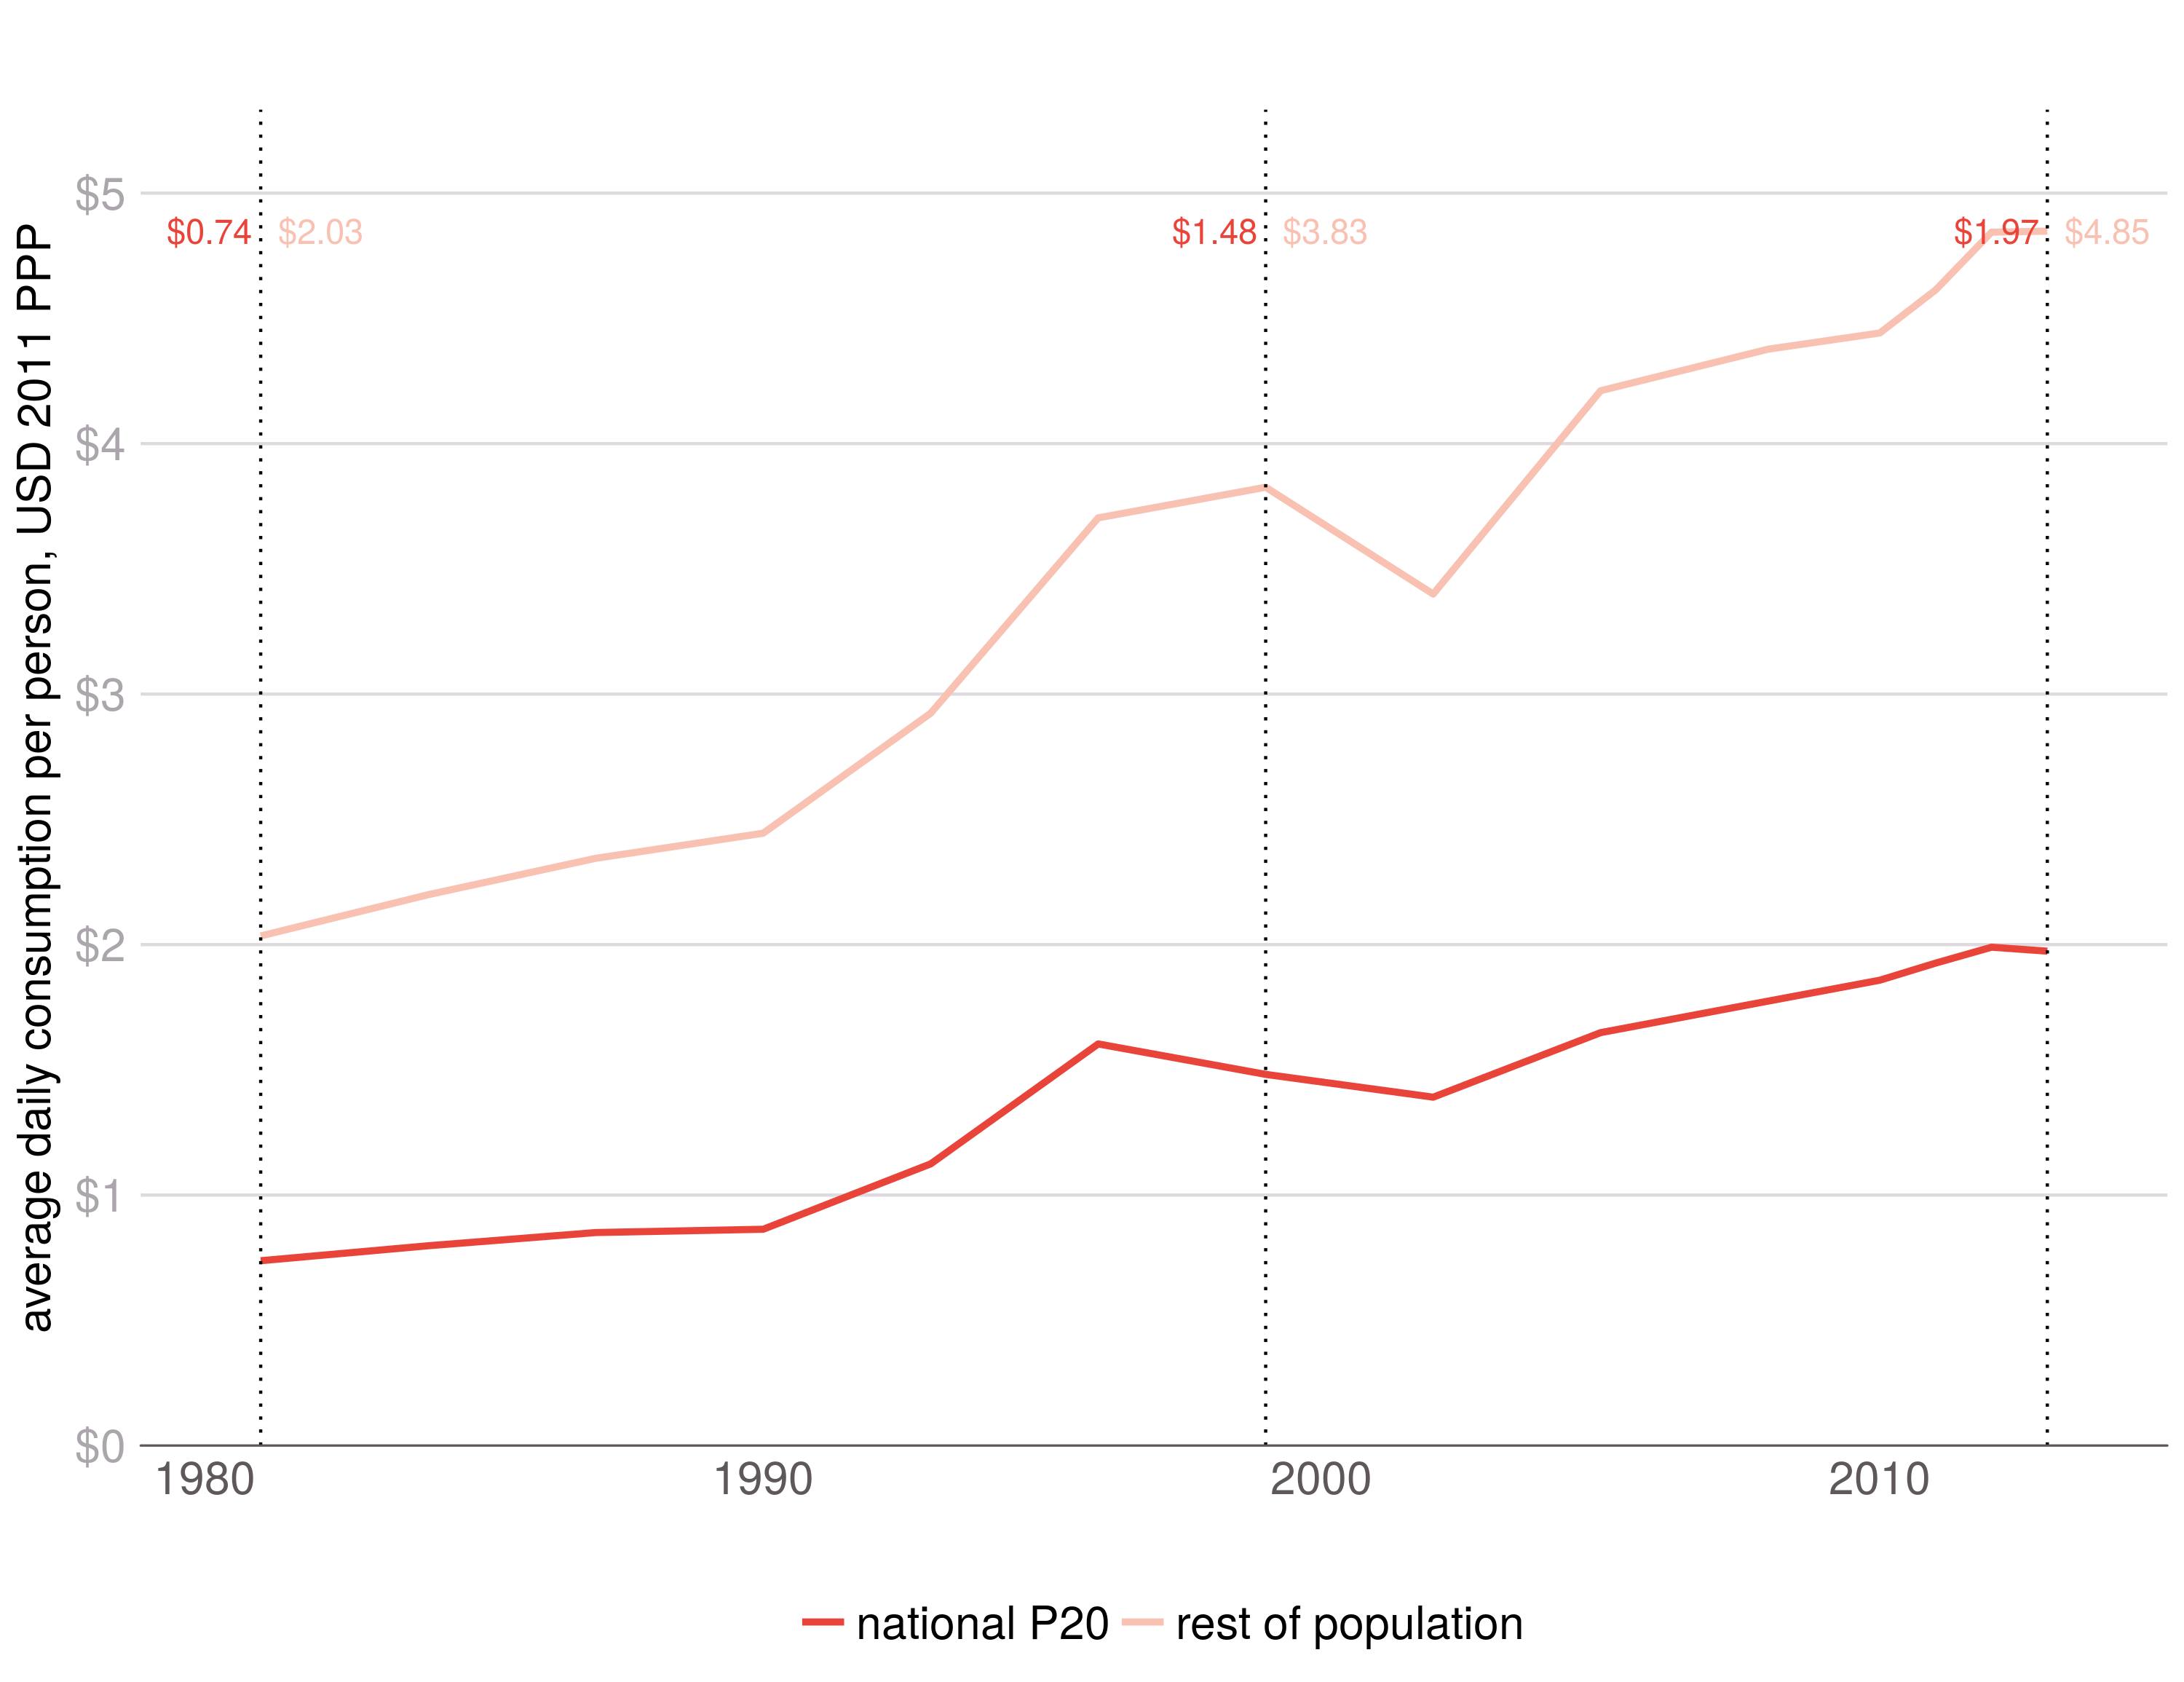 average daily consumption per person, USD 2011 PPP
$5
$0.74 $2.03 $1.48 $3.83 $1.97 $4.85
$4
$3
$2
$1
$0
1980 1990 2000 2010
national P20 rest of population